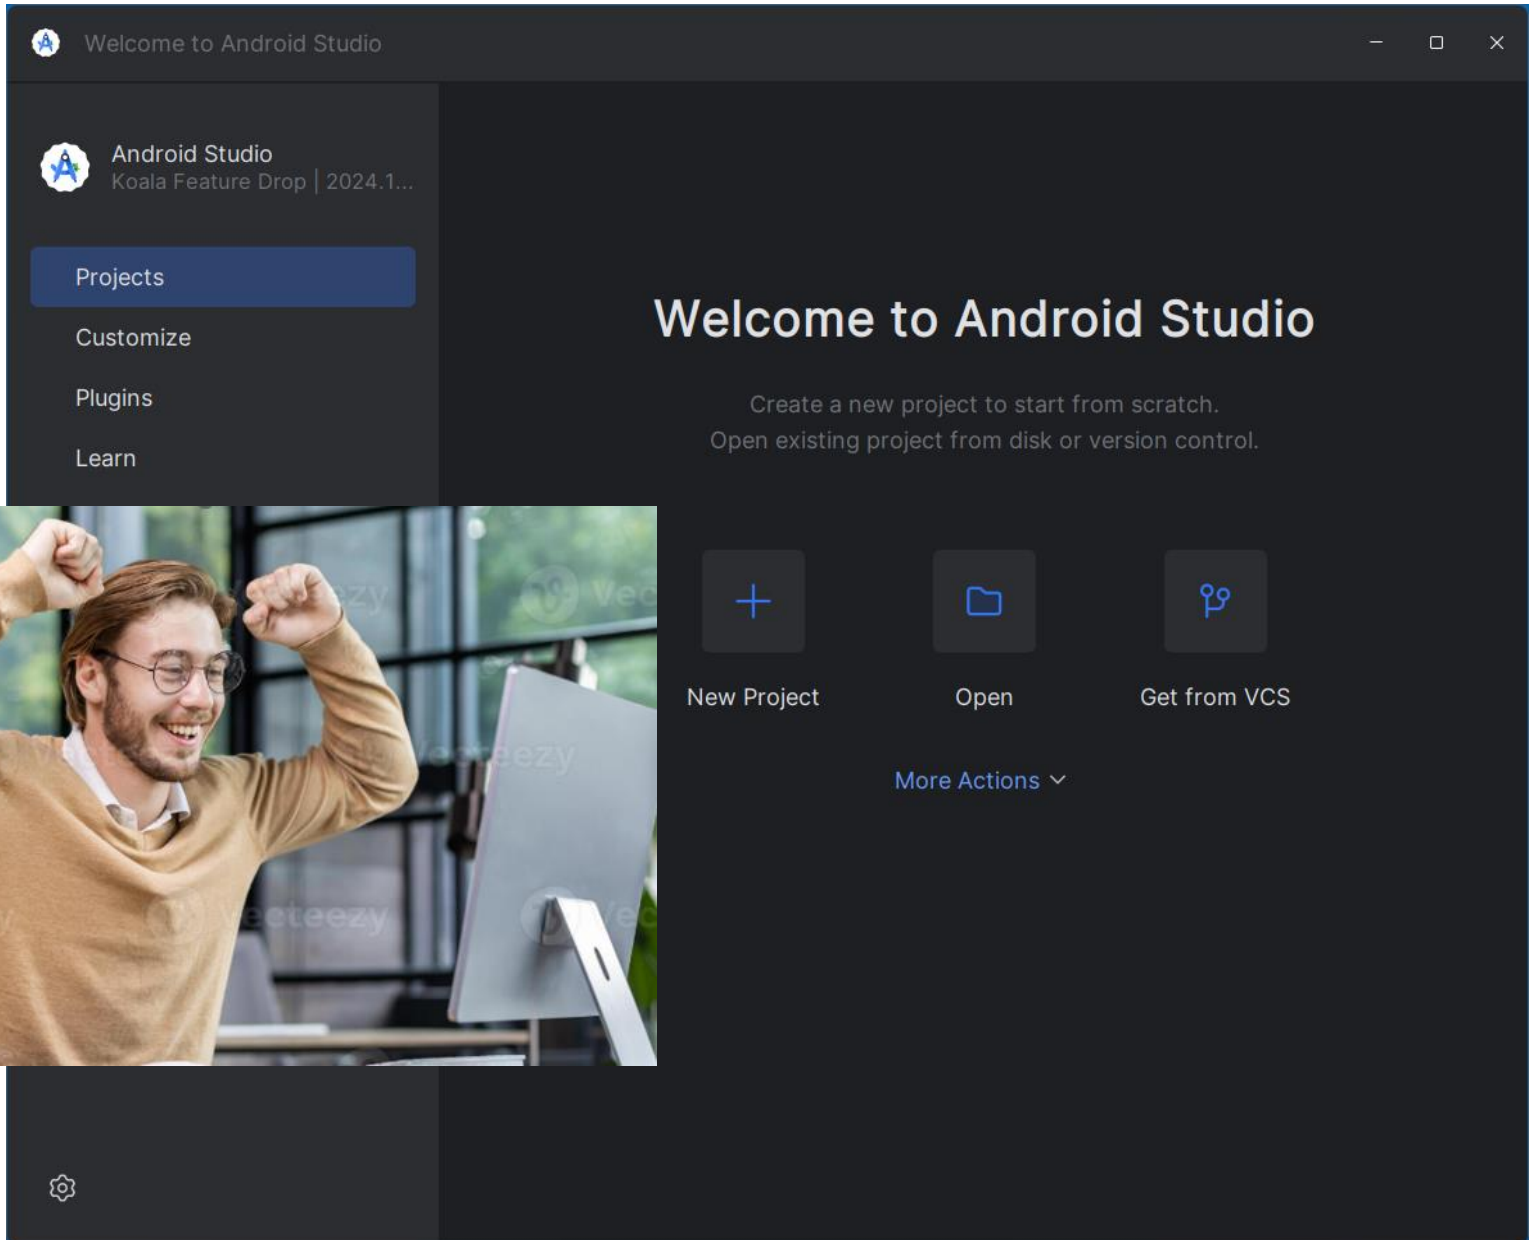 Welcome to Android Studio
Android Studio
Koala Feature Drop | 2024.1...
Projects
Customize
Plugins
Learn
Welcome to Android Studio
Create a new project to start from scratch.
Open existing project from disk or version control.
New Project
Open
Get from VCS
More Actions
Vecteezy
Vecteezy